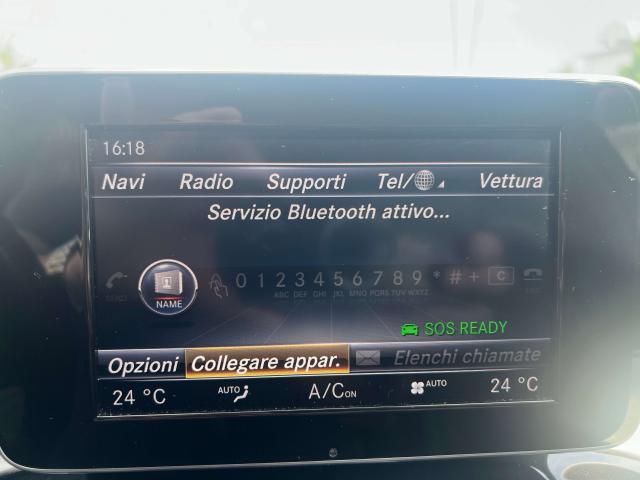 16:18
Navi Radio Supporti Tel/ Vettura
Servizio Bluetooth attivo...
NAME SEND 0 1 2 3 4 5 6 7 8 9 * # + C END
ABC DEF GHI JKL MNO PQRS TUV WXYZ
SOS READY
Opzioni Collegare appar. Elenchi chiamate
24 °C AUTO A/C ON AUTO 24 °C